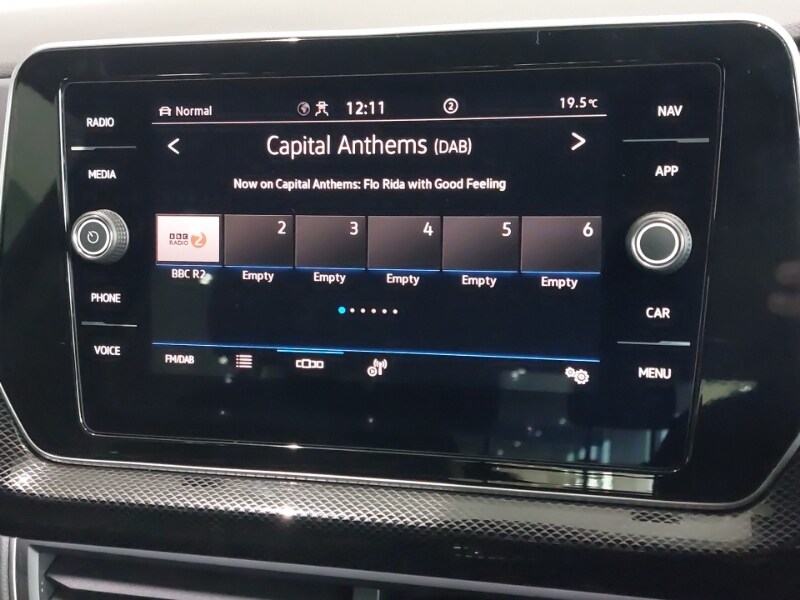 Normal 12:11 2 19.5°C
< Capital Anthems (DAB) >
Now on Capital Anthems: Flo Rida with Good Feeling
BBC RADIO 2 2 3 4 5 6
BBC R2 Empty Empty Empty Empty Empty
FM/DAB
RADIO
MEDIA
PHONE
VOICE
NAV
APP
CAR
MENU